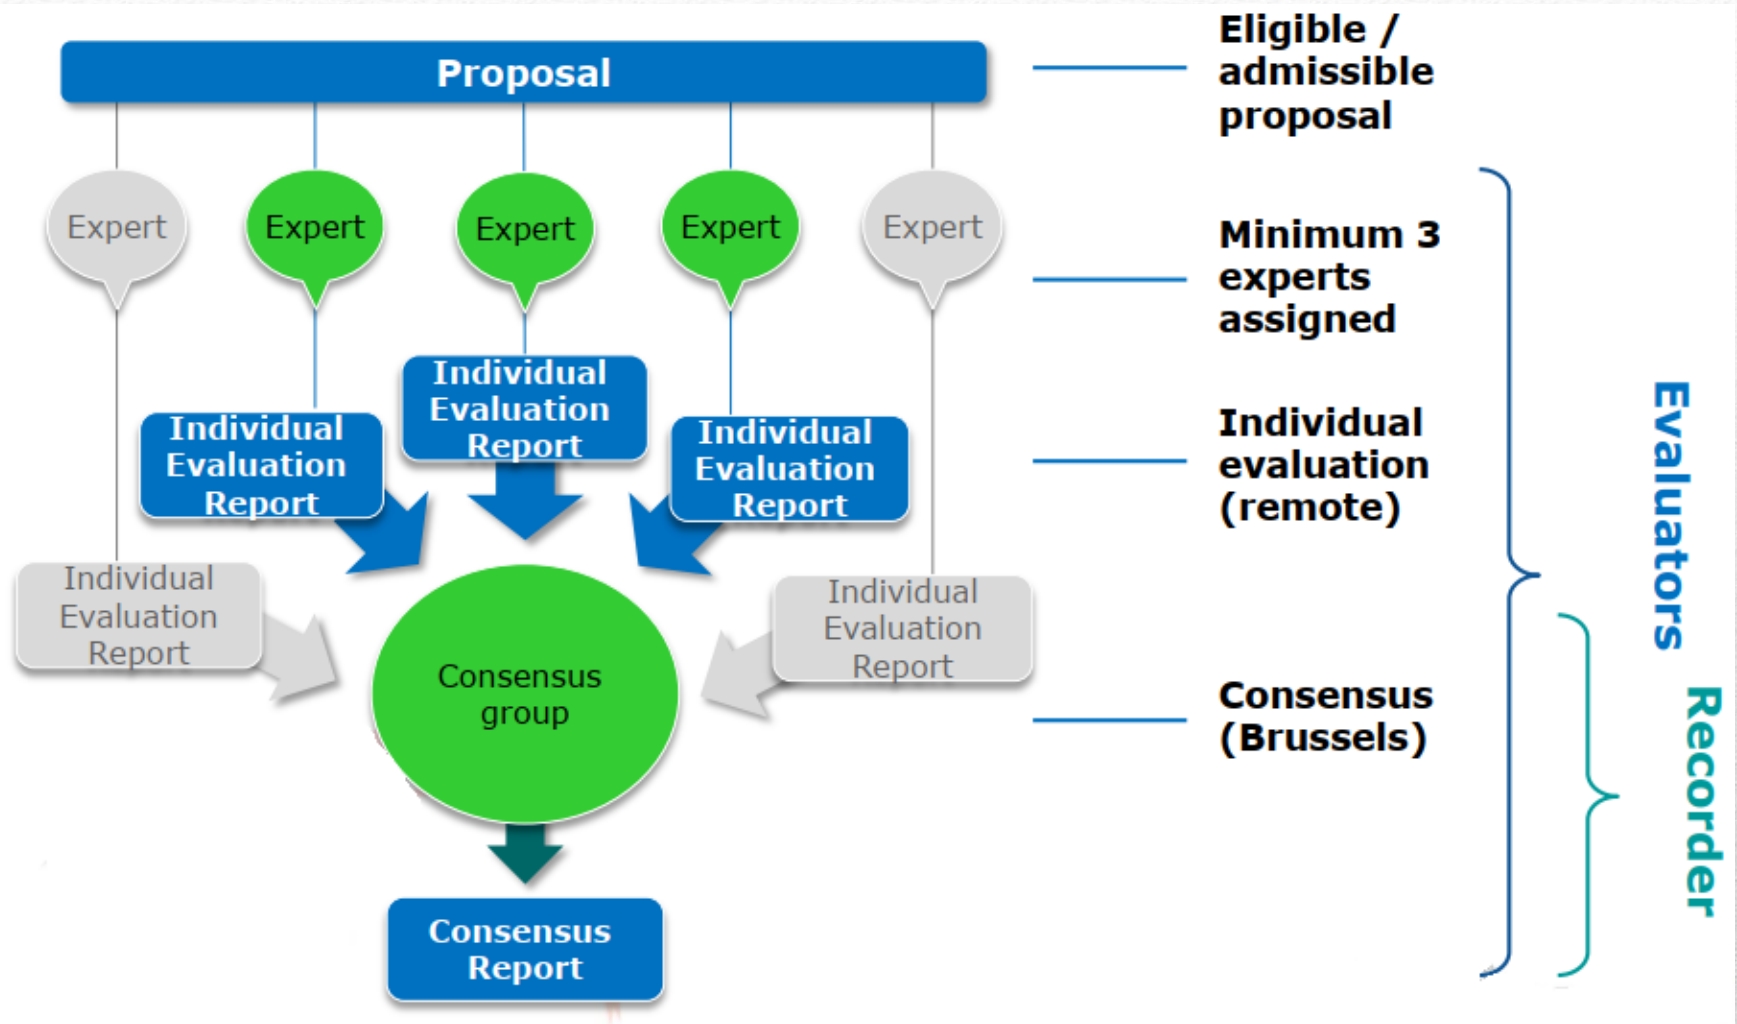 Proposal
Eligible /
admissible
proposal
Expert
Expert
Expert
Expert
Expert
Minimum 3
experts
assigned
Individual
Evaluation
Report
Individual
Evaluation
Report
Individual
Evaluation
Report
Individual
evaluation
(remote)
Individual
Evaluation
Report
Individual
Evaluation
Report
Consensus
group
Consensus
(Brussels)
Consensus
Report
Evaluators
Recorder